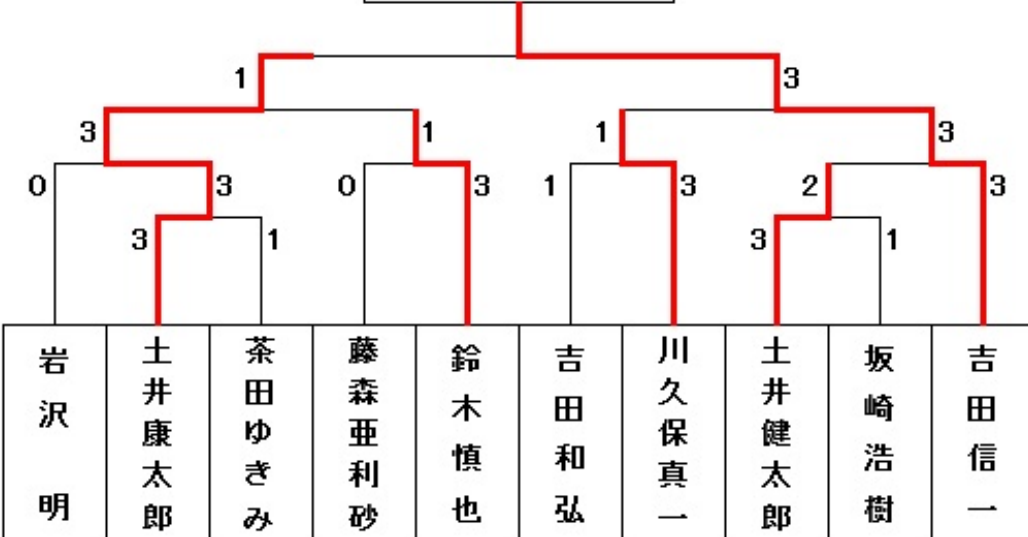 1 3
3 1 1 3
0 3 0 3 1 3 2 3
3 1 3 1
岩沢 明
土井康太郎
茶田ゆきみ
藤森亜利砂
鈴木慎也
吉田和弘
川久保真一
土井健太郎
坂崎浩樹
吉田信一